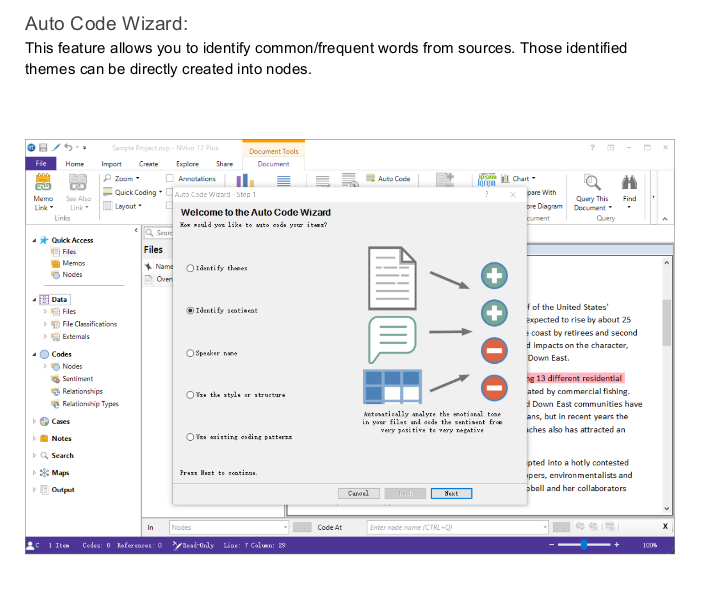 Auto Code Wizard:
This feature allows you to identify common/frequent words from sources. Those identified
themes can be directly created into nodes.
Sample Project.nvp - NVivo 12 Plus
Document Tools
File Home Import Create Explore Share Document
Zoom Annotations
Auto Code
Chart
Memo Link
See Also Link
Quick Coding
Layout
Query This Document
Find
Links
Query
Quick Access
Files
Memos
Nodes
Data
Files
File Classifications
Externals
Codes
Nodes
Sentiment
Relationships
Relationship Types
Cases
Notes
Search
Maps
Output
Files
Auto Code Wizard - Step 1
Welcome to the Auto Code Wizard
How would you like to auto code your items?
Identify themes
Identify sentiment
Speaker name
Use the style or structure
Use existing coding patterns
Automatically analyze the emotional tone
in your files and code the sentiment from
very positive to very negative
Press Next to continue.
Cancel Next
f of the United States'
expected to rise by about 25
coast by retirees and second
d impacts on the character,
Down East.
ng 13 different residential
ated by commercial fishing.
d Down East communities have
ans, but in recent years the
aches also has attracted an
pted into a hotly contested
opers, environmentalists and
pbell and her collaborators
In Nodes Code At Enter node name (CTRL+Q) X
1 Item Codes: 0 References: 0 Read-Only Line: 7 Column: 29 100%